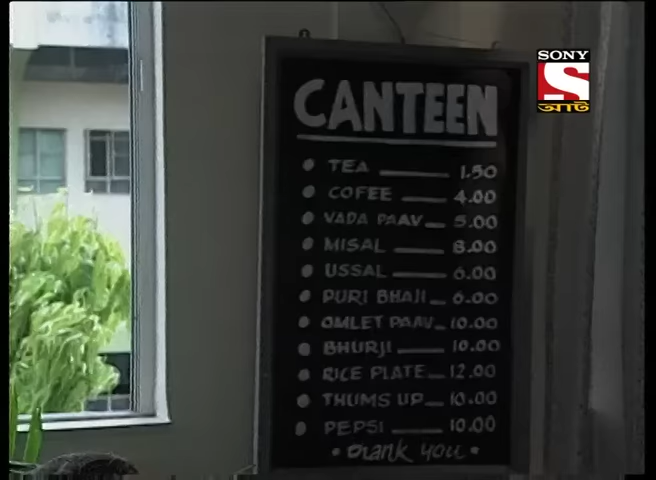 SONY
S
আট
CANTEEN
• TEA 1.50
• COFEE 4.00
• VADA PAAV 5.00
• MISAL 8.00
• USSAL 6.00
• PURI BHAJI 6.00
• OMLET PAAV 10.00
• BHURJI 10.00
• RICE PLATE 12.00
• THUMS UP 10.00
• PEPSI 10.00
• thank you •